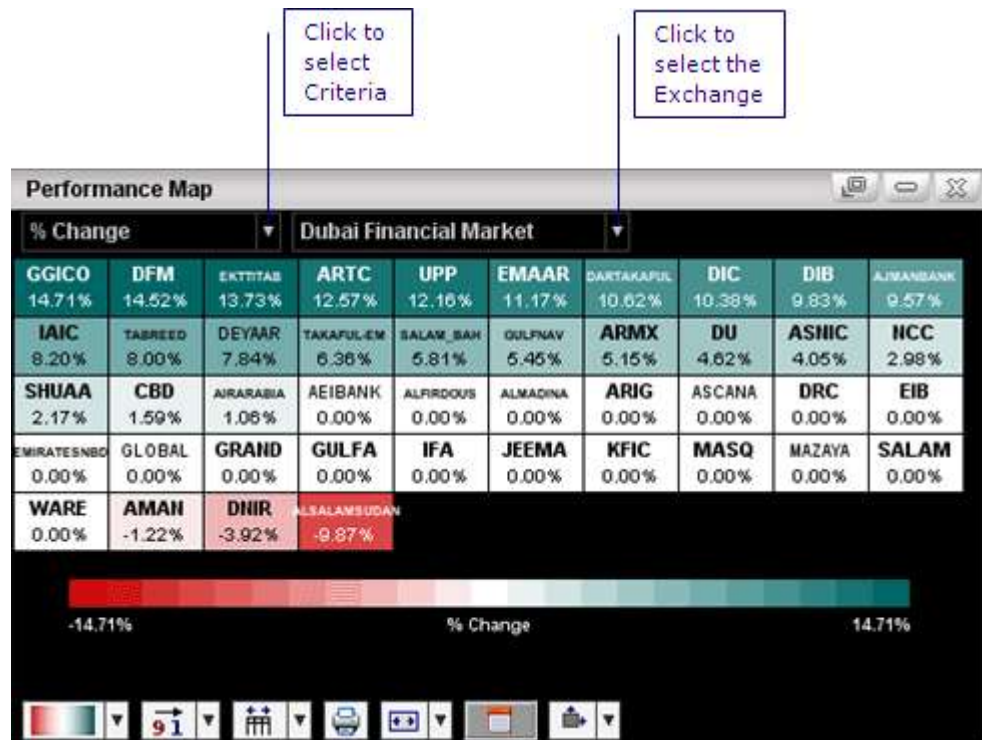 Click to
select
Criteria
Click to
select the
Exchange
Performance Map
% Change
Dubai Financial Market
GGICO DFM EKTTITAB ARTC UPP EMAAR DARTAKAFUL DIC DIB AJMANBANK
14.71% 14.52% 13.73% 12.57% 12.16% 11.17% 10.62% 10.38% 9.83% 9.57%
IAIC TABREED DEYAAR TAKAFUL-EM SALAM_BAH GULFNAV ARMX DU ASNIC NCC
8.20% 8.00% 7.84% 6.36% 5.81% 5.45% 5.15% 4.62% 4.05% 2.98%
SHUAA CBD AIRARABIA AEIBANK ALFIRDOUS ALMADINA ARIG ASCANA DRC EIB
2.17% 1.59% 1.06% 0.00% 0.00% 0.00% 0.00% 0.00% 0.00% 0.00%
EMIRATESNBD GLOBAL GRAND GULFA IFA JEEMA KFIC MASQ MAZAYA SALAM
0.00% 0.00% 0.00% 0.00% 0.00% 0.00% 0.00% 0.00% 0.00% 0.00%
WARE AMAN DNIR ALSALAMSUDAN
0.00% -1.22% -3.92% -9.87%
-14.71% % Change 14.71%
9 1